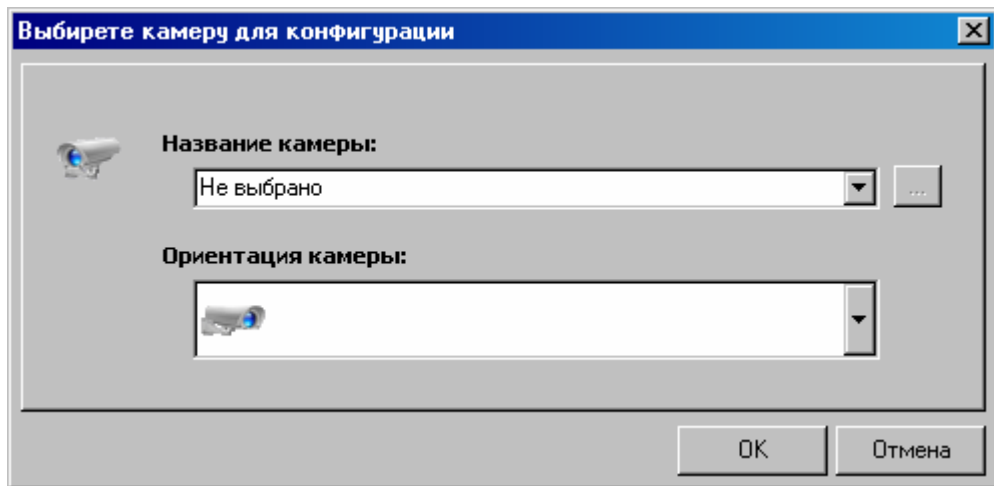 Выбирете камеру для конфигурации
Название камеры:
Не выбрано
...
Ориентация камеры:
OK
Отмена